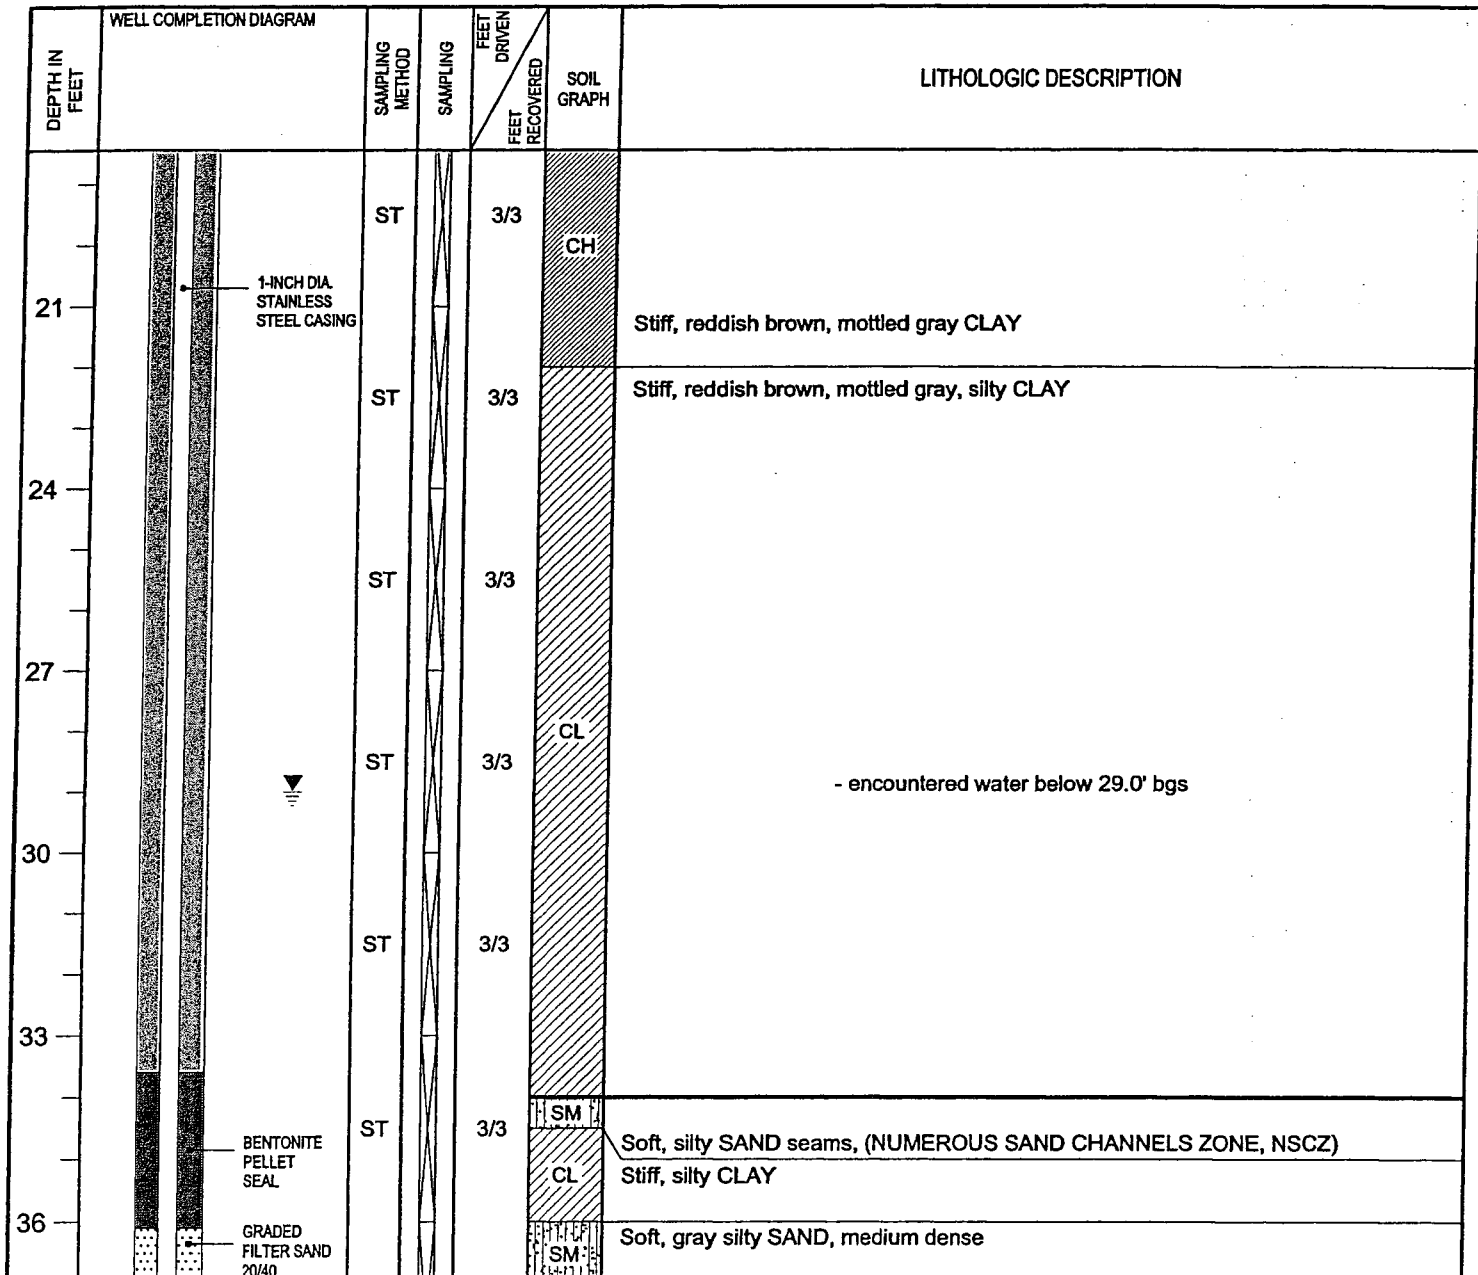 WELL COMPLETION DIAGRAM
DEPTH IN
FEET
SAMPLING
METHOD
SAMPLING
FEET
DRIVEN
FEET
RECOVERED
SOIL
GRAPH
LITHOLOGIC DESCRIPTION
ST
3/3
CH
1-INCH DIA.
STAINLESS
STEEL CASING
21
Stiff, reddish brown, mottled gray CLAY
Stiff, reddish brown, mottled gray, silty CLAY
ST
3/3
24
ST
3/3
27
CL
ST
3/3
- encountered water below 29.0' bgs
30
ST
3/3
33
SM
ST
3/3
Soft, silty SAND seams, (NUMEROUS SAND CHANNELS ZONE, NSCZ)
BENTONITE
PELLET
SEAL
CL
Stiff, silty CLAY
36
GRADED
FILTER SAND
20/40
SM
Soft, gray silty SAND, medium dense